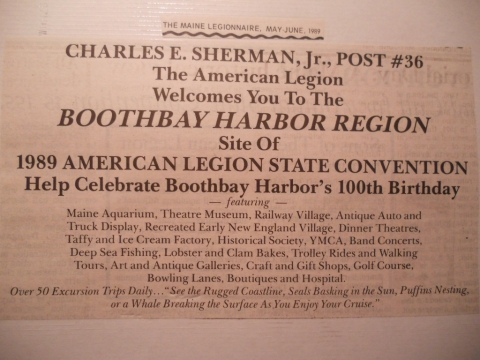 THE MAINE LEGIONNAIRE, MAY-JUNE, 1989
CHARLES E. SHERMAN, Jr., POST #36
The American Legion
Welcomes You To The
BOOTHBAY HARBOR REGION
Site Of
1989 AMERICAN LEGION STATE CONVENTION
Help Celebrate Boothbay Harbor's 100th Birthday
— featuring —
Maine Aquarium, Theatre Museum, Railway Village, Antique Auto and
Truck Display, Recreated Early New England Village, Dinner Theatres,
Taffy and Ice Cream Factory, Historical Society, YMCA, Band Concerts,
Deep Sea Fishing, Lobster and Clam Bakes, Trolley Rides and Walking
Tours, Art and Antique Galleries, Craft and Gift Shops, Golf Course,
Bowling Lanes, Boutiques and Hospital.
Over 50 Excursion Trips Daily..."See the Rugged Coastline, Seals Basking in the Sun, Puffins Nesting,
or a Whale Breaking the Surface As You Enjoy Your Cruise."